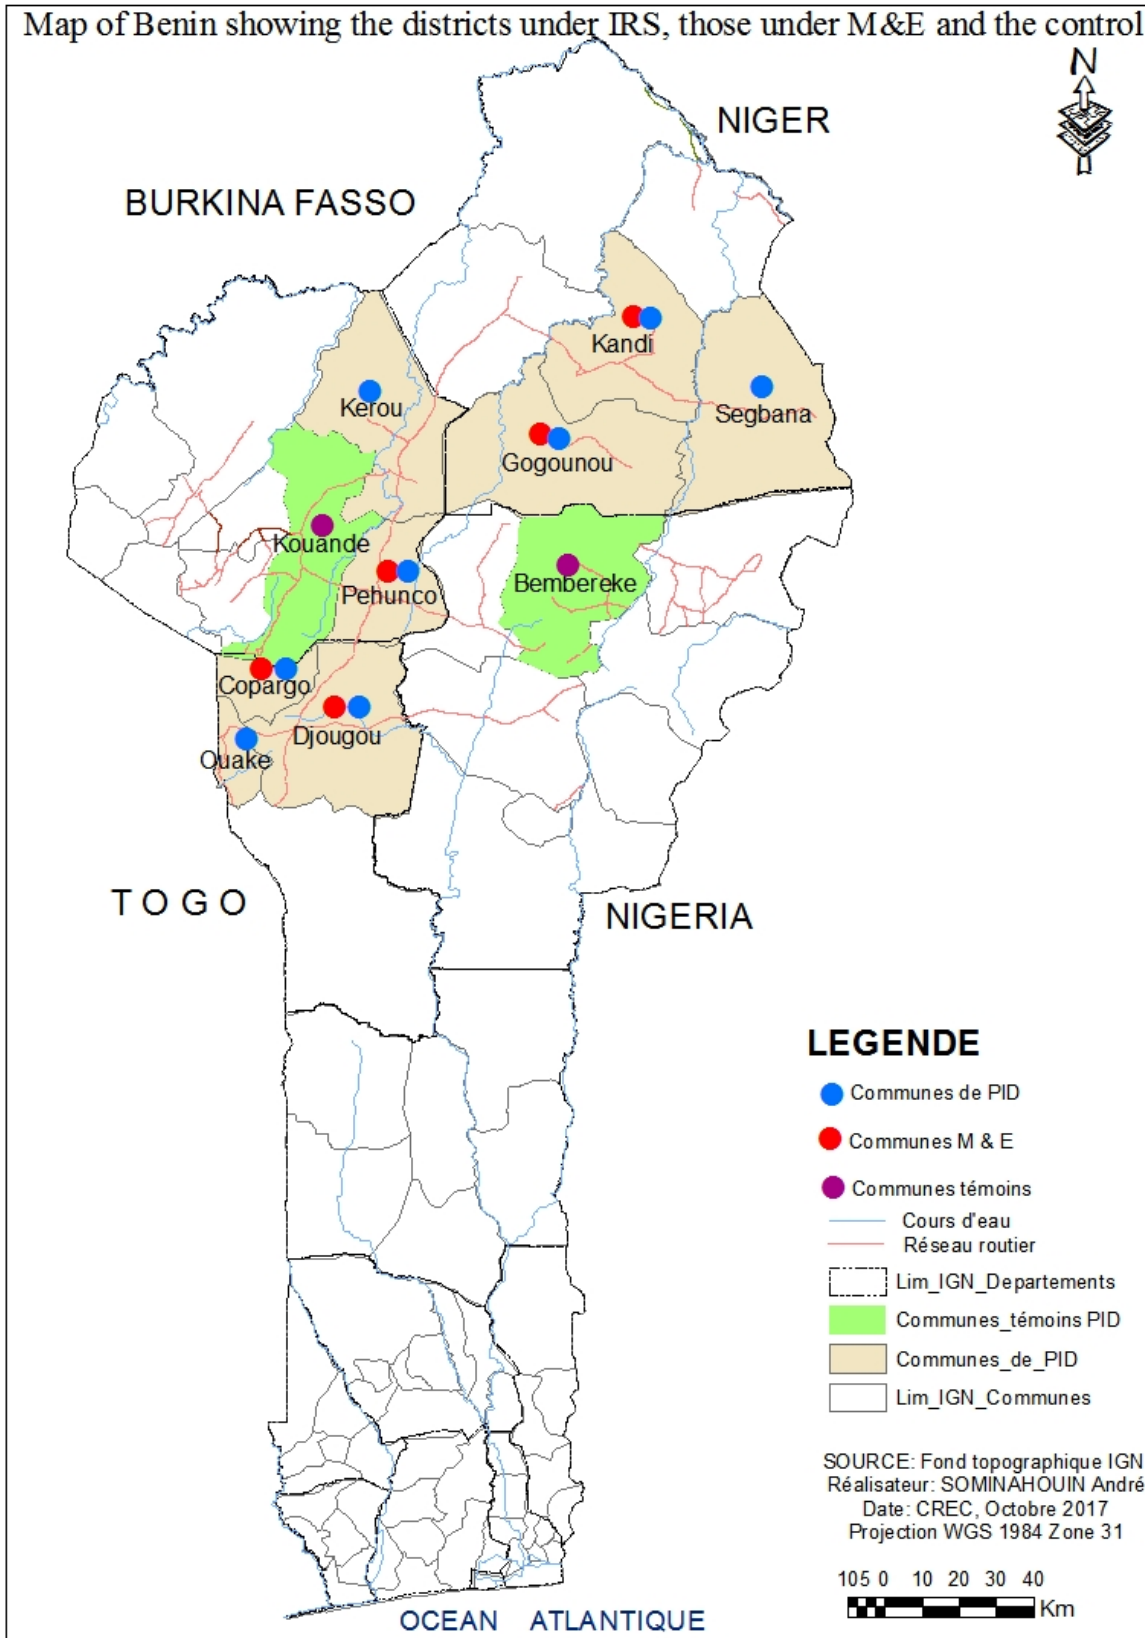 Map of Benin showing the districts under IRS, those under M&E and the control
N
NIGER
BURKINA FASSO
Kandi
Kerou
Segbana
Gogounou
Kouande
Bembereke
Pehunco
Copargo
Djougou
Ouake
T O G O
NIGERIA
LEGENDE
Communes de PID
Communes M & E
Communes témoins
Cours d'eau
Réseau routier
Lim_IGN_Departements
Communes_témoins PID
Communes_de_PID
Lim_IGN_Communes
SOURCE: Fond topographique IGN
Réalisateur: SOMINAHOUIN André
Date: CREC, Octobre 2017
Projection WGS 1984 Zone 31
105 0 10 20 30 40
Km
OCEAN ATLANTIQUE